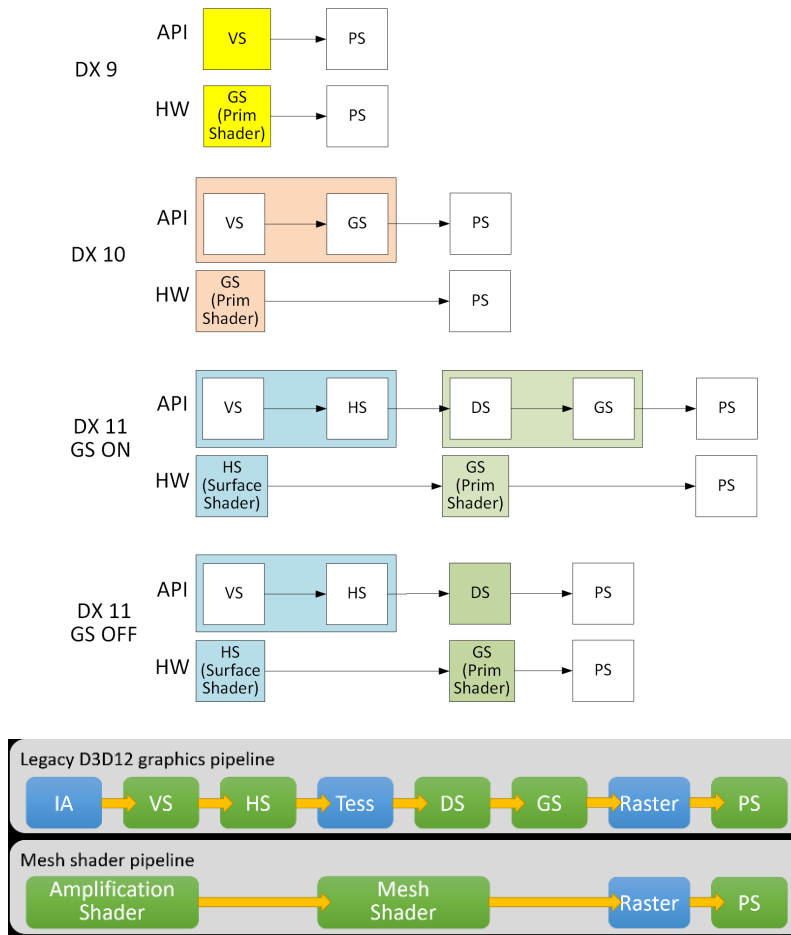 API
VS
PS
DX 9
HW
GS
(Prim
Shader)
PS
API
VS
GS
PS
DX 10
HW
GS
(Prim
Shader)
PS
API
VS
HS
DS
GS
PS
DX 11
GS ON
HW
HS
(Surface
Shader)
GS
(Prim
Shader)
PS
API
VS
HS
DS
PS
DX 11
GS OFF
HW
HS
(Surface
Shader)
GS
(Prim
Shader)
PS
Legacy D3D12 graphics pipeline
IA
VS
HS
Tess
DS
GS
Raster
PS
Mesh shader pipeline
Amplification
Shader
Mesh
Shader
Raster
PS